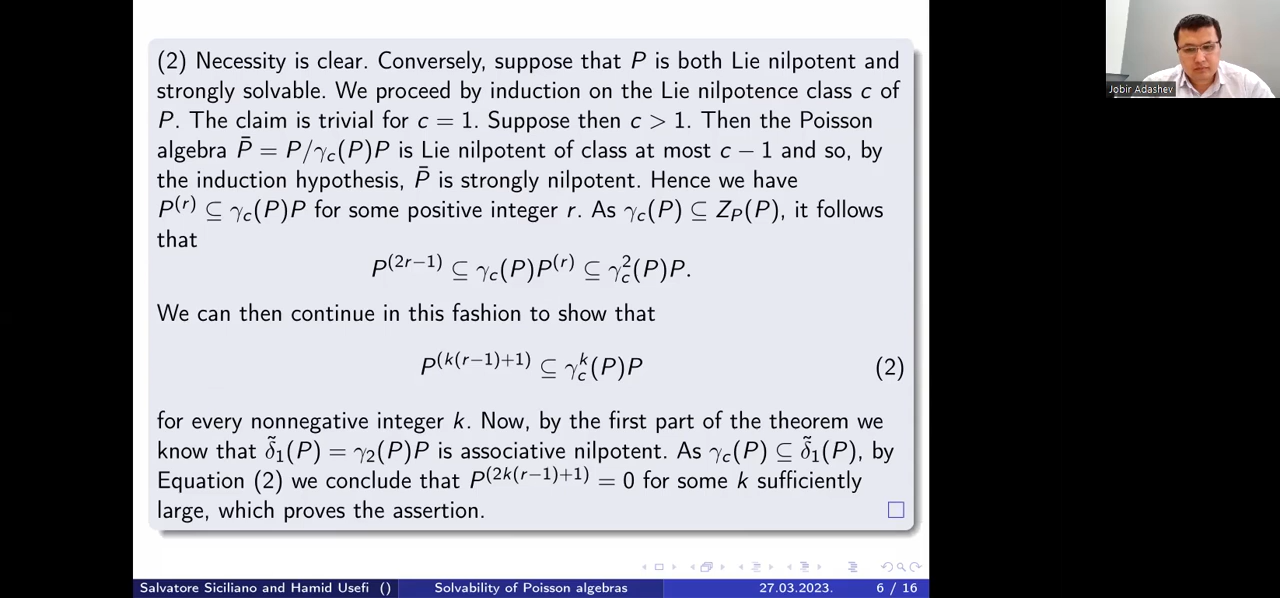 (2) Necessity is clear. Conversely, suppose that P is both Lie nilpotent and
strongly solvable. We proceed by induction on the Lie nilpotence class c of
P. The claim is trivial for c = 1. Suppose then c > 1. Then the Poisson
algebra P̄ = P/γ_c(P)P is Lie nilpotent of class at most c − 1 and so, by
the induction hypothesis, P̄ is strongly nilpotent. Hence we have
P^{(r)} ⊆ γ_c(P)P for some positive integer r. As γ_c(P) ⊆ Z_P(P), it follows
that
P^{(2r−1)} ⊆ γ_c(P)P^{(r)} ⊆ γ_c^2(P)P.
We can then continue in this fashion to show that
P^{(k(r−1)+1)} ⊆ γ_c^k(P)P (2)
for every nonnegative integer k. Now, by the first part of the theorem we
know that δ̃_1(P) = γ_2(P)P is associative nilpotent. As γ_c(P) ⊆ δ̃_1(P), by
Equation (2) we conclude that P^{(2k(r−1)+1)} = 0 for some k sufficiently
large, which proves the assertion. □
Salvatore Siciliano and Hamid Usefi () Solvability of Poisson algebras 27.03.2023. 6 / 16
Jobir Adashev